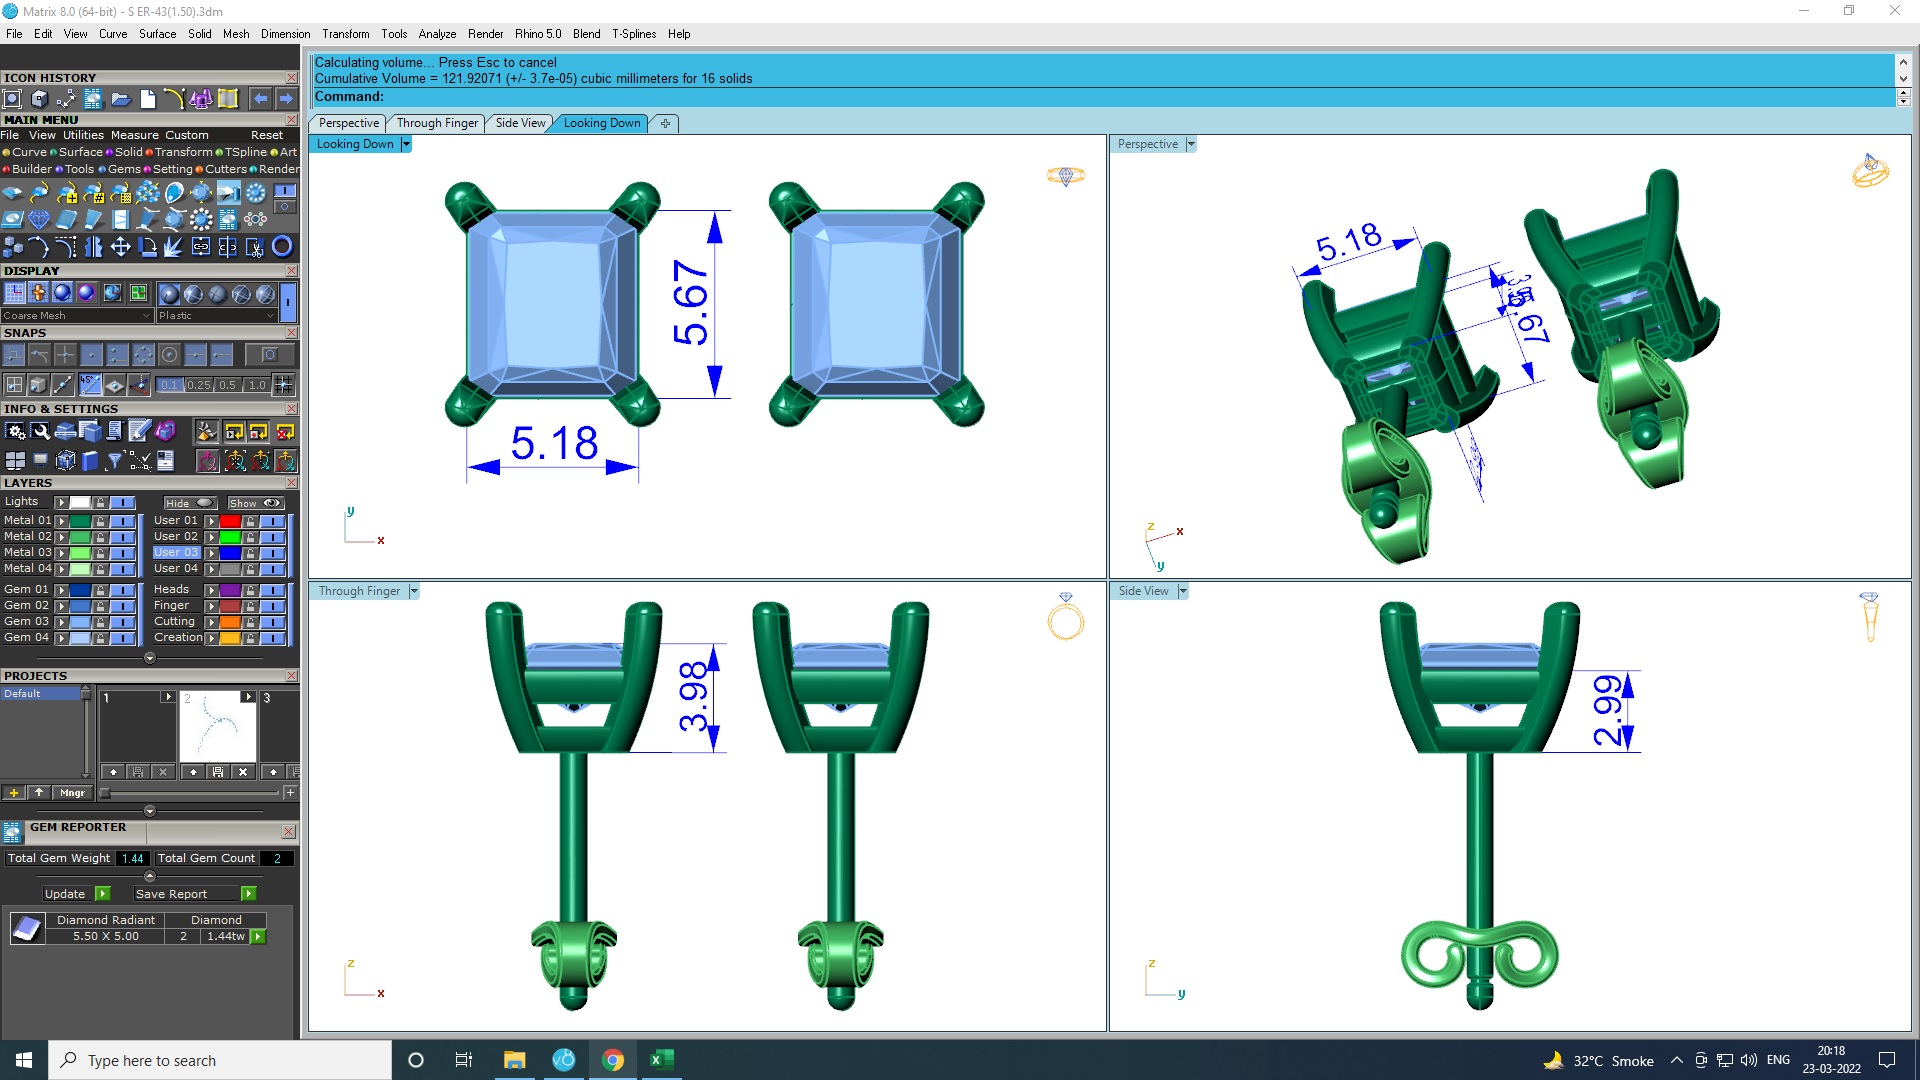 Matrix 8.0 (64-bit) - S ER-43(1.50).3dm
File Edit View Curve Surface Solid Mesh Dimension Transform Tools Analyze Render Rhino 5.0 Blend T-Splines Help
ICON HISTORY
MAIN MENU
File View Utilities Measure Custom Reset
Curve Surface Solid Transform TSpline Art
Builder Tools Gems Setting Cutters Render
DISPLAY
Coarse Mesh Plastic
SNAPS
45°
0.1 0.25 0.5 1.0
INFO & SETTINGS
LAYERS
Lights Hide Show
Metal 01 User 01
Metal 02 User 02
Metal 03 User 03
Metal 04 User 04
Gem 01 Heads
Gem 02 Finger
Gem 03 Cutting
Gem 04 Creation
PROJECTS
Default
1 2 3
Mngr
GEM REPORTER
Total Gem Weight 1.44 Total Gem Count 2
Update Save Report
Diamond Radiant Diamond
5.50 X 5.00 2 1.44tw
Calculating volume... Press Esc to cancel
Cumulative Volume = 121.92071 (+/- 3.7e-05) cubic millimeters for 16 solids
Command:
Perspective Through Finger Side View Looking Down
Looking Down
5.67
5.18
y
x
Perspective
5.18
5.67
z
x
y
Through Finger
3.98
z
x
Side View
2.99
z
y
Type here to search
32°C Smoke
ENG
20:18
23-03-2022